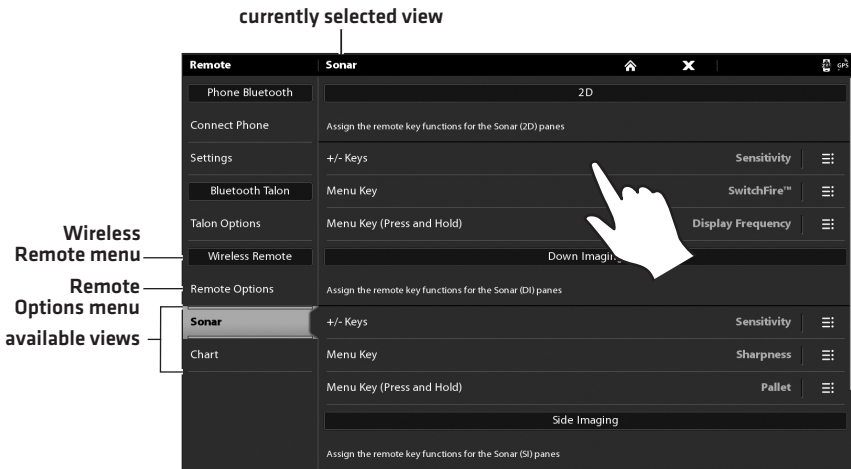 currently selected view
Remote
Sonar
GPS
Phone Bluetooth
2D
Connect Phone
Assign the remote key functions for the Sonar (2D) panes
Settings
+/- Keys
Sensitivity
Bluetooth Talon
Menu Key
SwitchFire™
Talon Options
Menu Key (Press and Hold)
Display Frequency
Wireless
Remote menu
Wireless Remote
Down Imaging
Remote
Options menu
Remote Options
Assign the remote key functions for the Sonar (DI) panes
available views
Sonar
+/- Keys
Sensitivity
Chart
Menu Key
Sharpness
Menu Key (Press and Hold)
Pallet
Side Imaging
Assign the remote key functions for the Sonar (SI) panes